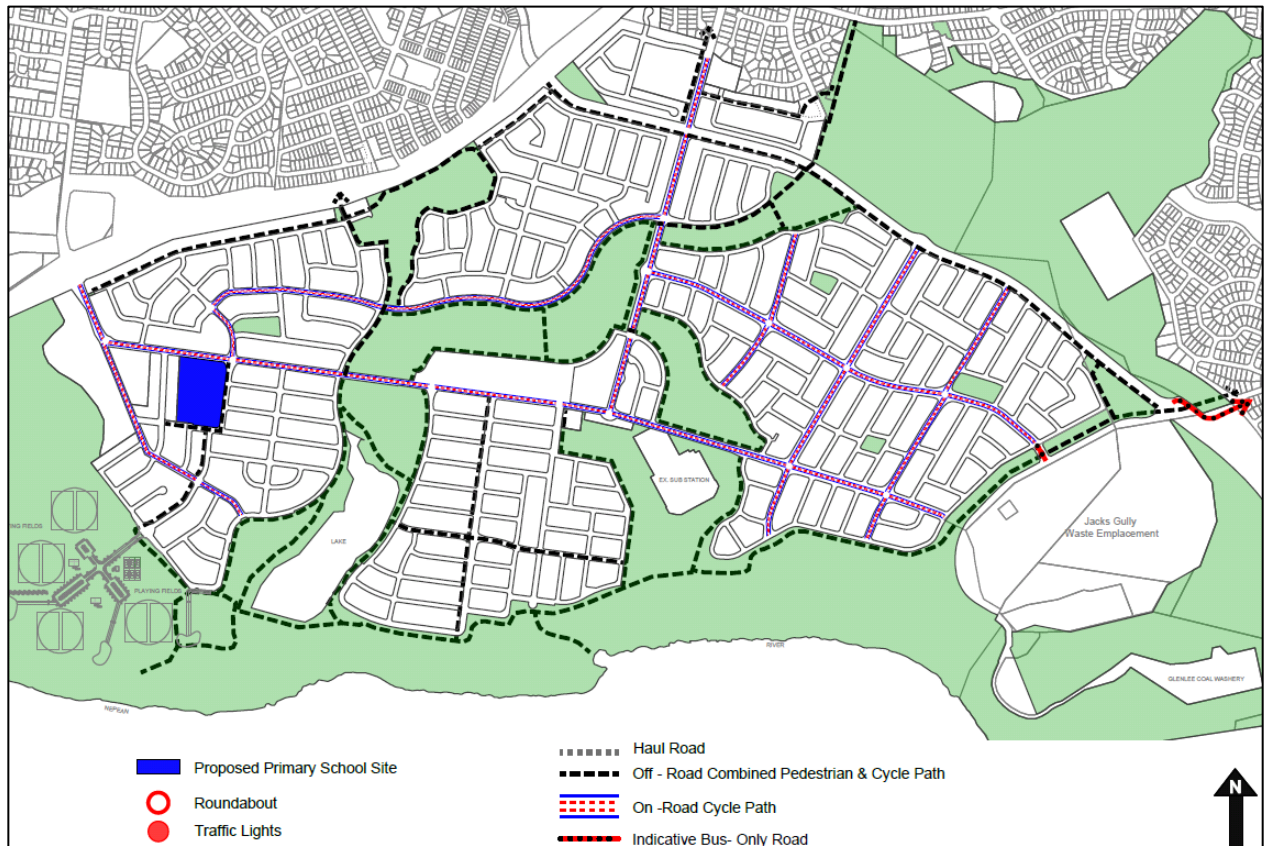 EX. SUB STATION
LAKE
Jacks Gully
Waste Emplacement
PLAYING FIELDS
NG FIELDS
RIVER
GLENLEE COAL WASHERY
NEPEAN
Proposed Primary School Site
Roundabout
Traffic Lights
Haul Road
Off - Road Combined Pedestrian & Cycle Path
On -Road Cycle Path
Indicative Bus- Only Road
N